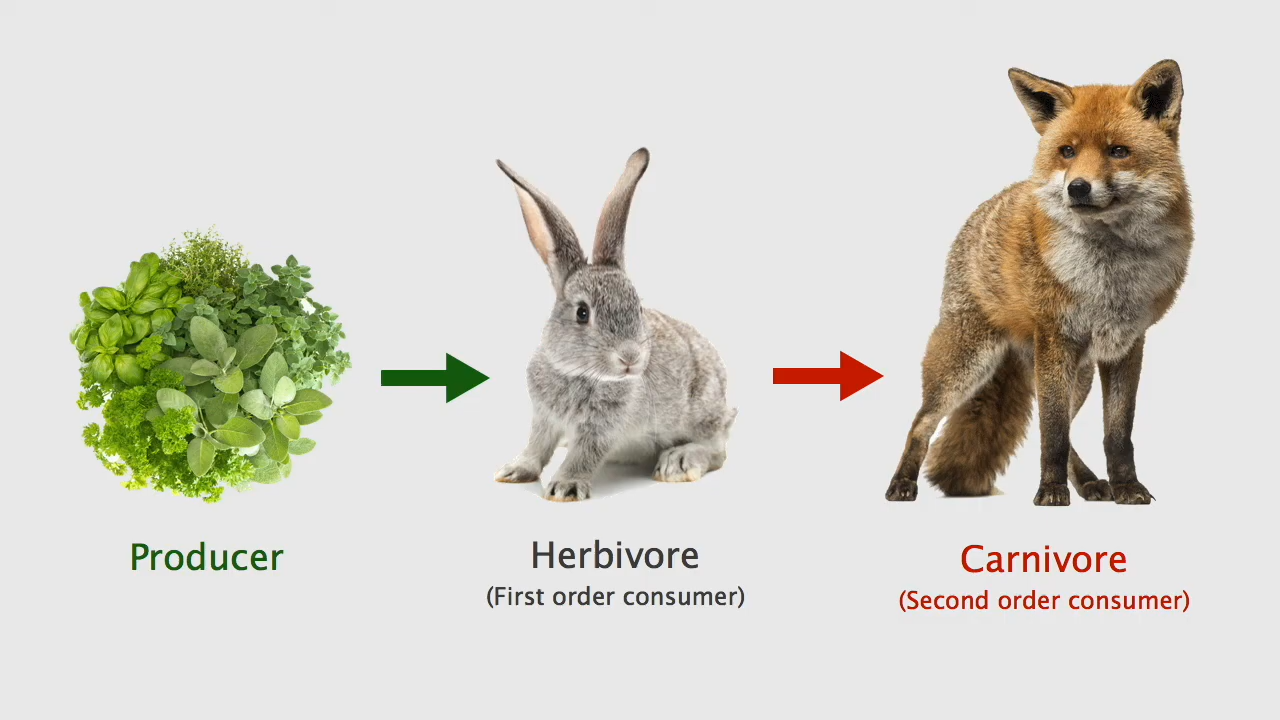 Producer
Herbivore
(First order consumer)
Carnivore
(Second order consumer)